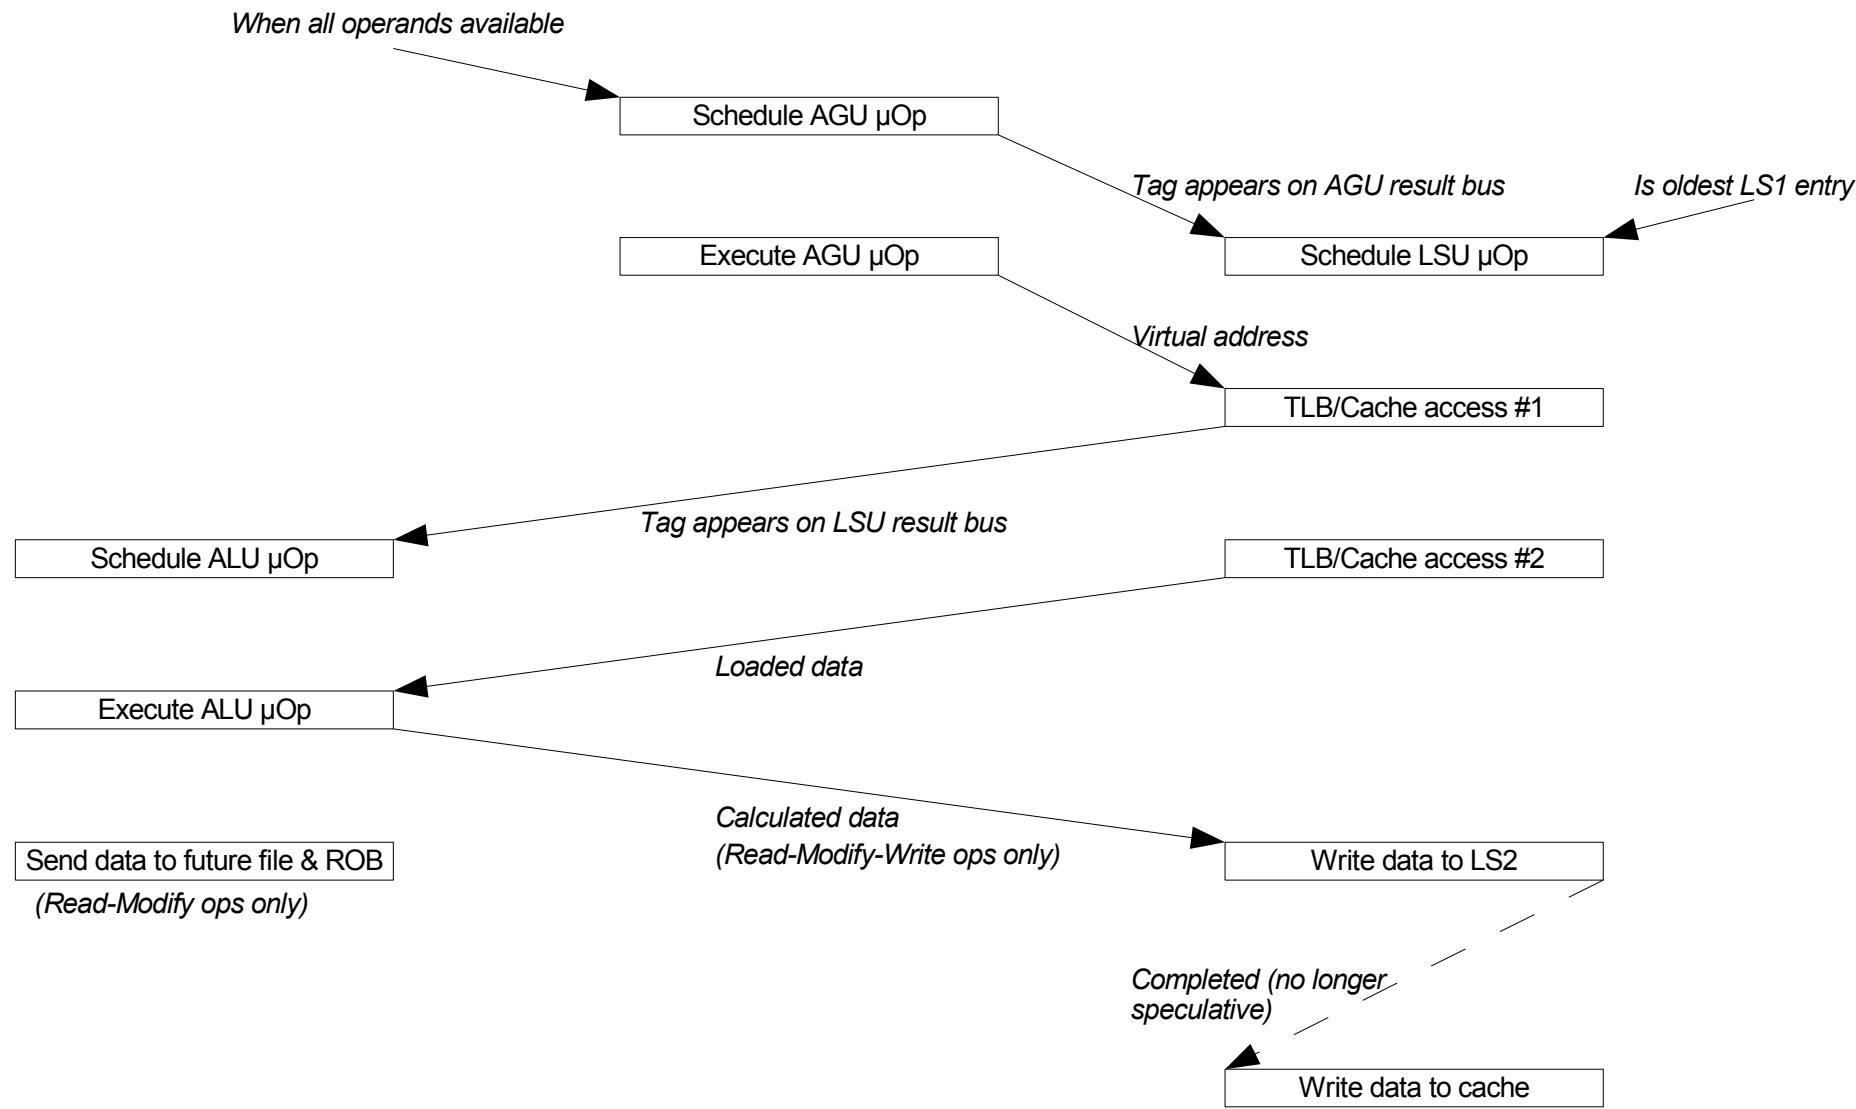 When all operands available
Schedule AGU µOp
Tag appears on AGU result bus
Is oldest LS1 entry
Execute AGU µOp
Schedule LSU µOp
Virtual address
TLB/Cache access #1
Tag appears on LSU result bus
Schedule ALU µOp
TLB/Cache access #2
Loaded data
Execute ALU µOp
Calculated data
(Read-Modify-Write ops only)
Send data to future file & ROB
(Read-Modify ops only)
Write data to LS2
Completed (no longer
speculative)
Write data to cache